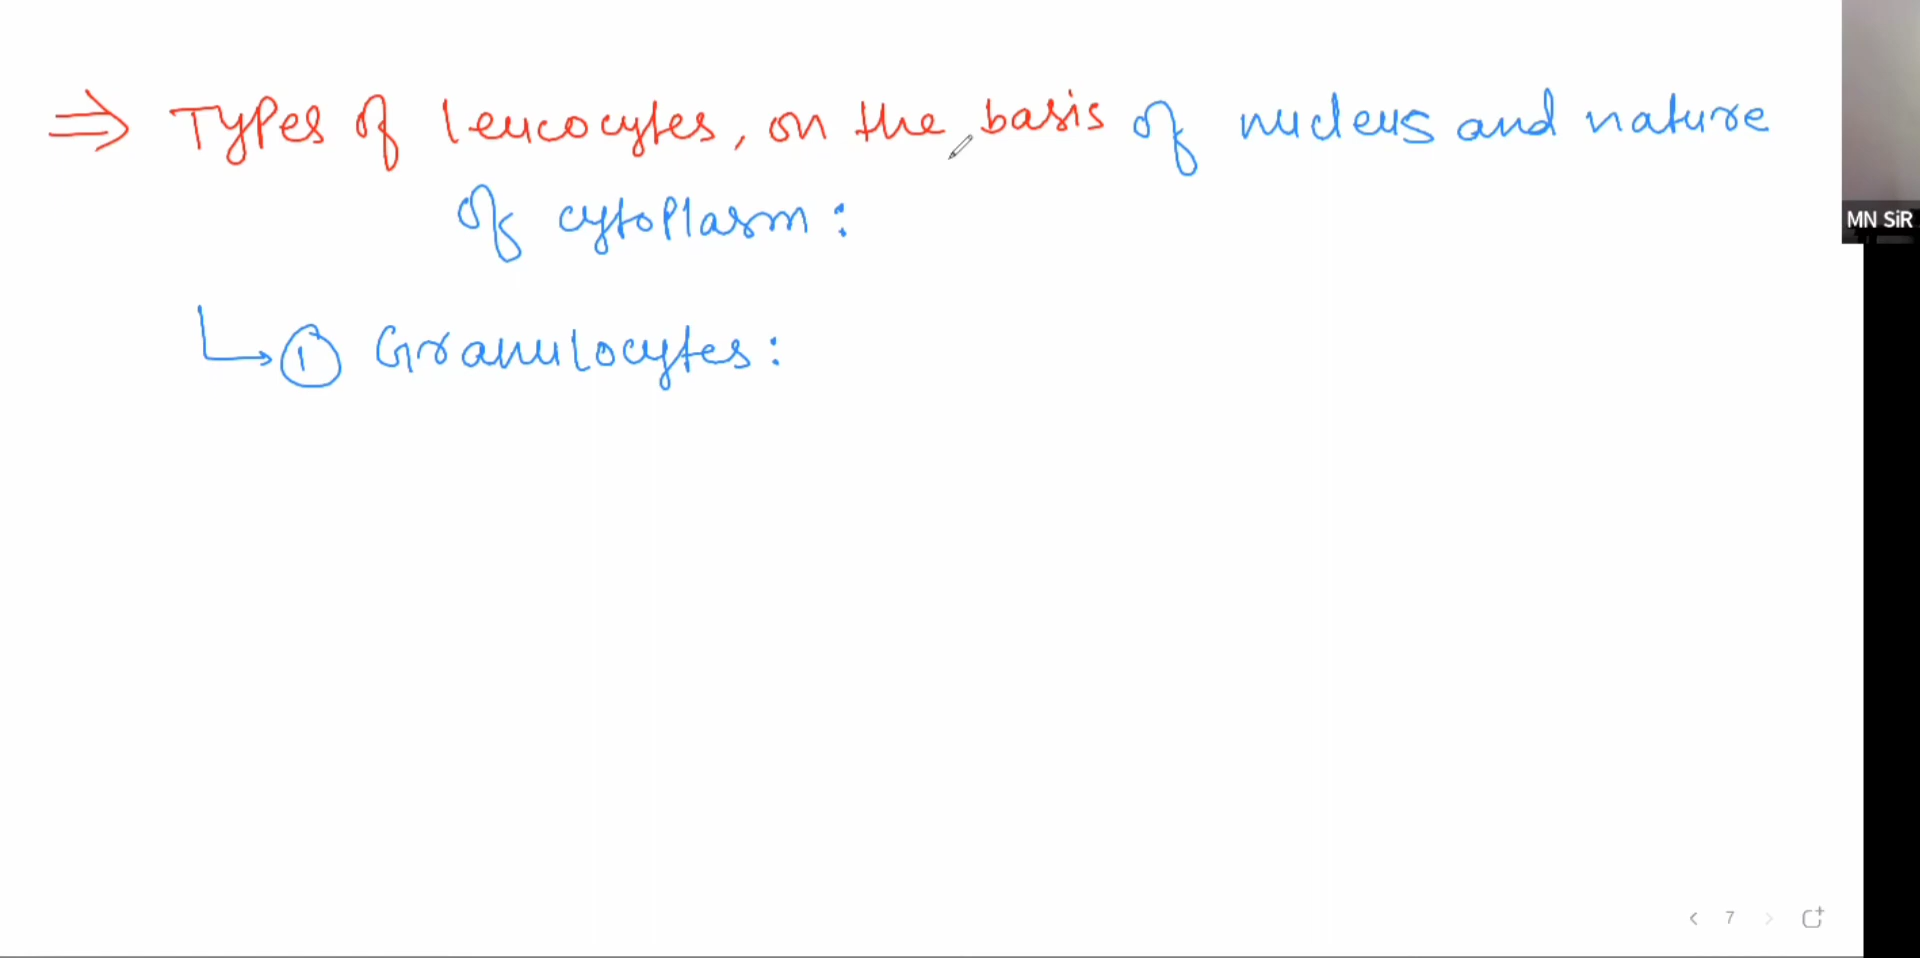 ⇒ Types of leucocytes, on the basis of nucleus and nature
of cytoplasm:
① Granulocytes:
MN SiR
< 7 >